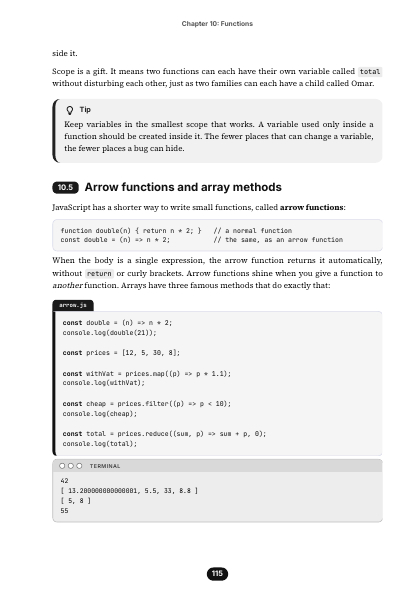 Chapter 10: Functions
side it.
Scope is a gift. It means two functions can each have their own variable called total
without disturbing each other, just as two families can each have a child called Omar.
Tip
Keep variables in the smallest scope that works. A variable used only inside a
function should be created inside it. The fewer places that can change a variable,
the fewer places a bug can hide.
10.5 Arrow functions and array methods
JavaScript has a shorter way to write small functions, called arrow functions:
function double(n) { return n * 2; }   // a normal function
const double = (n) => n * 2;           // the same, as an arrow function
When the body is a single expression, the arrow function returns it automatically,
without return or curly brackets. Arrow functions shine when you give a function to
another function. Arrays have three famous methods that do exactly that:
arrow.js
const double = (n) => n * 2;
console.log(double(21));
const prices = [12, 5, 30, 8];
const withVat = prices.map((p) => p * 1.1);
console.log(withVat);
const cheap = prices.filter((p) => p < 10);
console.log(cheap);
const total = prices.reduce((sum, p) => sum + p, 0);
console.log(total);
TERMINAL
42
[ 13.200000000000001, 5.5, 33, 8.8 ]
[ 5, 8 ]
55
115